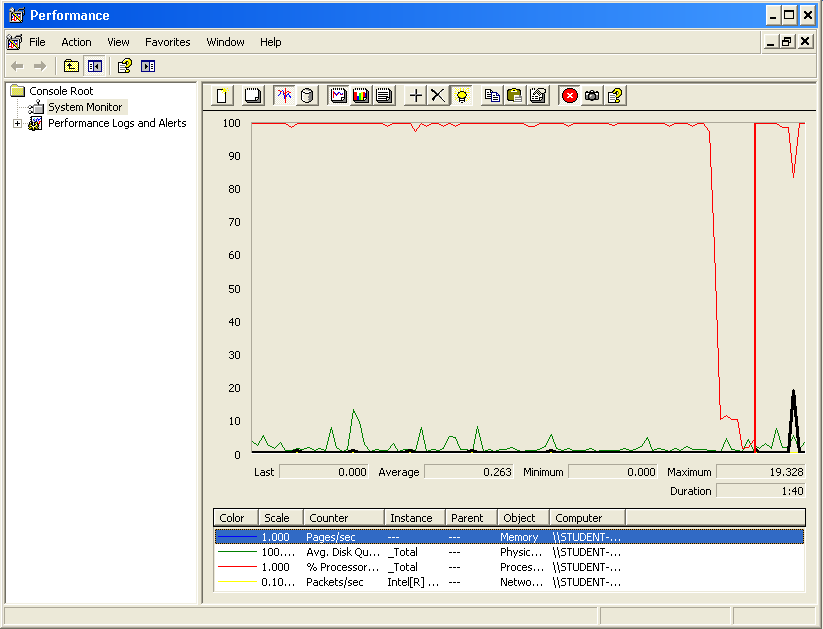 Performance
File Action View Favorites Window Help
Console Root
System Monitor
Performance Logs and Alerts
100
90
80
70
60
50
40
30
20
10
0
Last 0.000 Average 0.263 Minimum 0.000 Maximum 19.328
Duration 1:40
Color Scale Counter Instance Parent Object Computer
1.000 Pages/sec --- --- Memory \\STUDENT-...
100.... Avg. Disk Qu... _Total --- Physic... \\STUDENT-...
1.000 % Processor... _Total --- Proces... \\STUDENT-...
0.10... Packets/sec Intel[R] ... --- Netwo... \\STUDENT-...